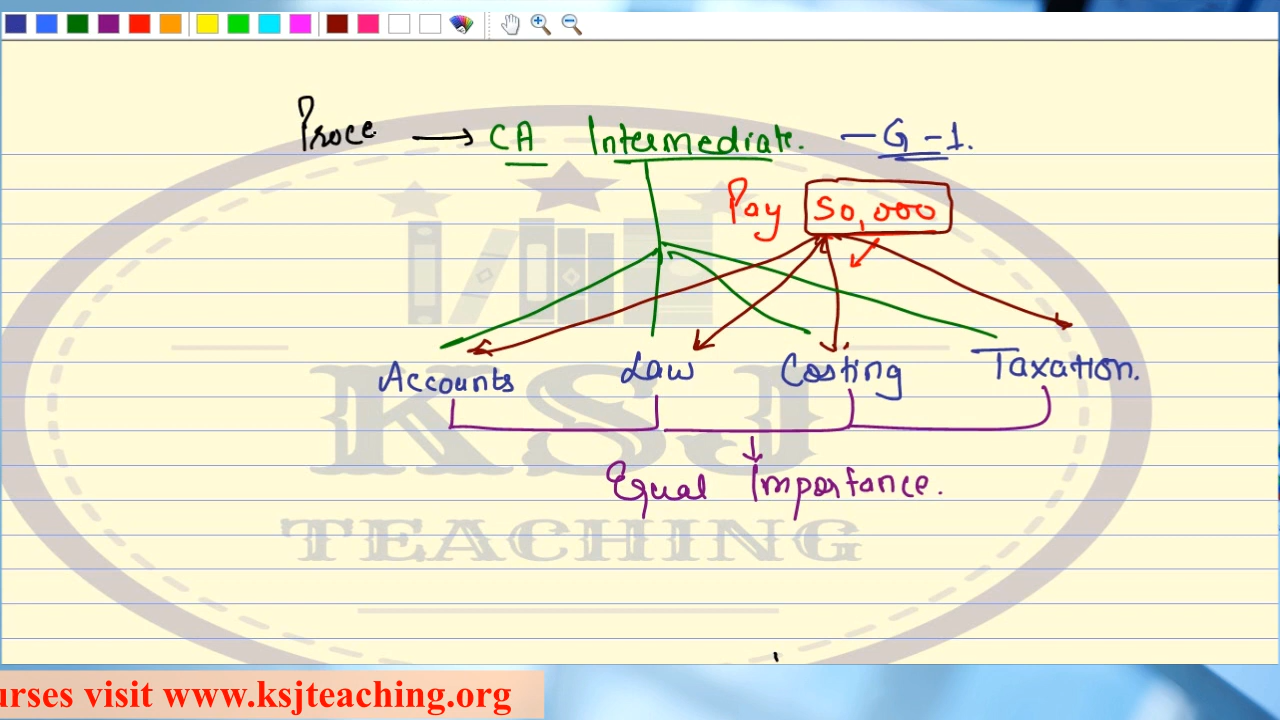 Proce → CA Intermediate. - G-1.
Pay 50,000
Accounts Law Costing Taxation.
Equal Importance.
KSJ
TEACHING
urses visit www.ksjteaching.org